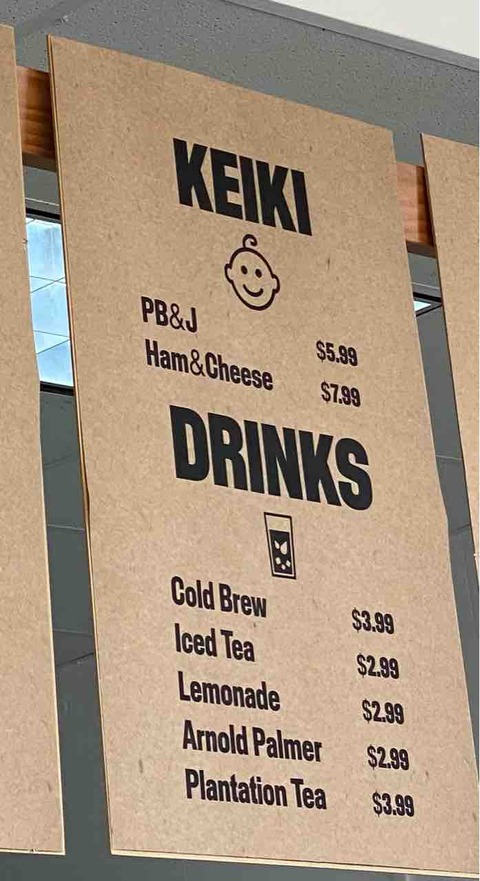 KEIKI
PB&J $5.99
Ham&Cheese $7.99
DRINKS
Cold Brew $3.99
Iced Tea $2.99
Lemonade $2.99
Arnold Palmer $2.99
Plantation Tea $3.99